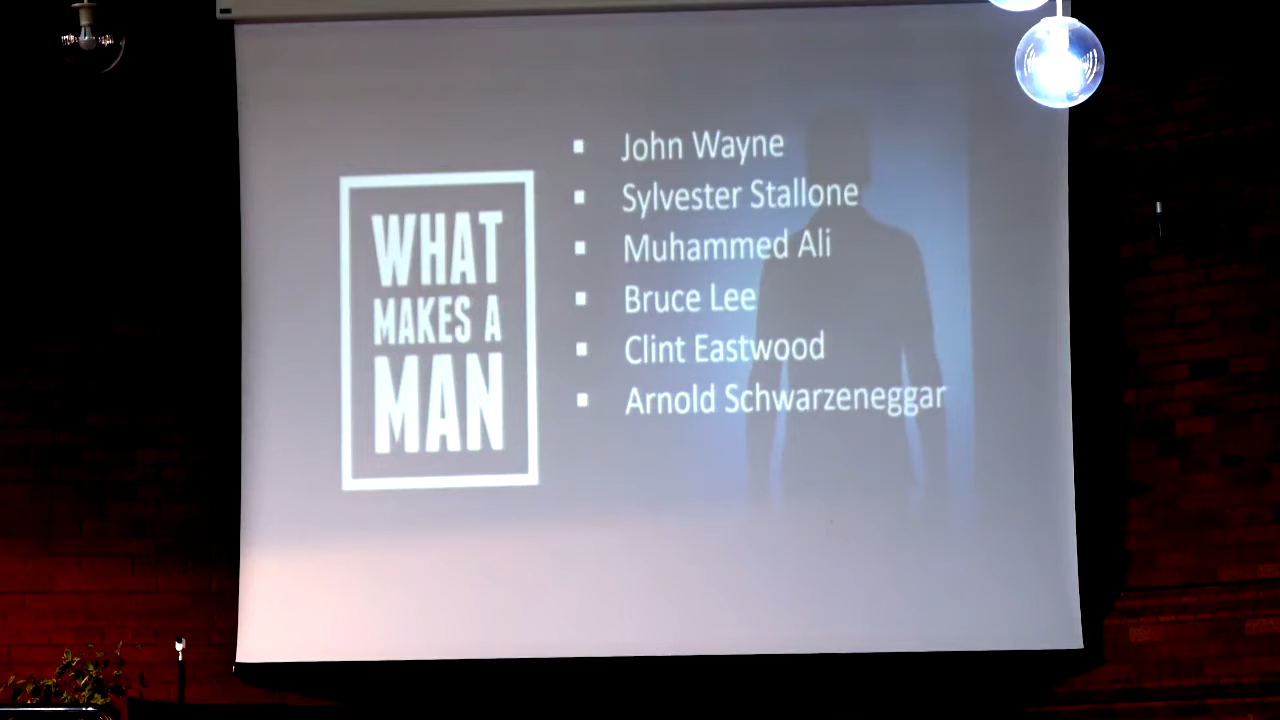 WHAT
MAKES A
MAN
▪ John Wayne
▪ Sylvester Stallone
▪ Muhammed Ali
▪ Bruce Lee
▪ Clint Eastwood
▪ Arnold Schwarzeneggar